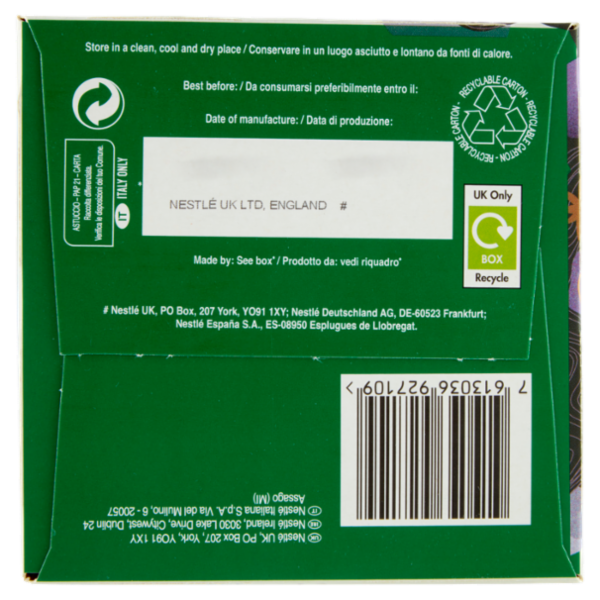 Store in a clean, cool and dry place / Conservare in un luogo asciutto e lontano da fonti di calore.
Best before: / Da consumarsi preferibilmente entro il:
Date of manufacture: / Data di produzione:
NESTLÉ UK LTD, ENGLAND #
Made by: See box* / Prodotto da: vedi riquadro*
# Nestlé UK, PO Box, 207 York, YO91 1XY; Nestlé Deutschland AG, DE-60523 Frankfurt;
Nestlé España S.A., ES-08950 Esplugues de Llobregat.
ASTUCCIO – PAP 21 – CARTA
Raccolta differenziata.
Verifica le disposizioni del tuo Comune.
IT ITALY ONLY
RECYCLABLE CARTON - RECYCLABLE CARTON - RECYCLABLE CARTON -
UK Only
BOX
Recycle
7 613036 927109 >
UK Nestlé UK, PO Box 207, York, YO91 1XY
IRE Nestlé Ireland, 3030 Lake Drive, Citywest, Dublin 24
IT Nestlé Italiana S.p.A. Via del Mulino, 6 - 20057
Assago (MI)